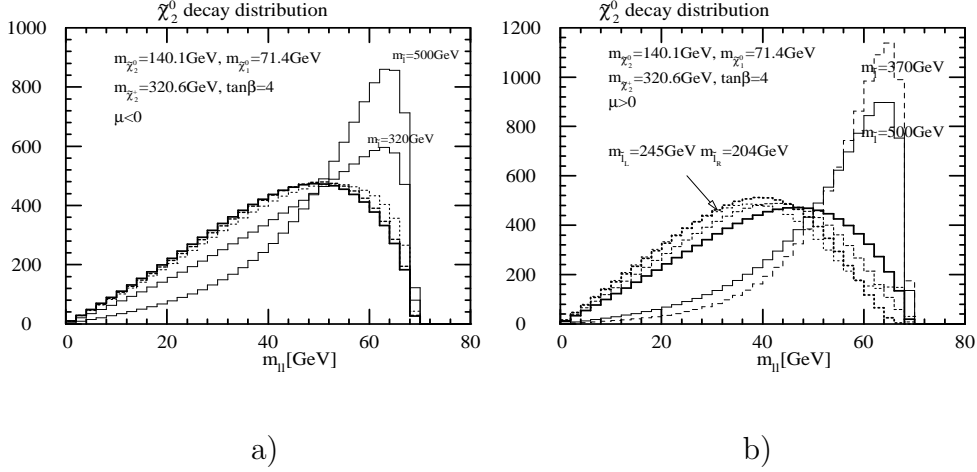 χ̃⁰₂ decay distribution
1000
800
600
400
200
0
0 20 40 60 80
m_ll[GeV]
m_χ̃⁰₂=140.1GeV, m_χ̃⁰₁=71.4GeV
m_χ̃⁺₂=320.6GeV, tanβ=4
μ<0
m_l̃=500GeV
m_l̃=320GeV
a)
χ̃⁰₂ decay distribution
1200
1000
800
600
400
200
0
0 20 40 60 80
m_ll[GeV]
m_χ̃⁰₂=140.1GeV, m_χ̃⁰₁=71.4GeV
m_χ̃⁺₂=320.6GeV, tanβ=4
μ>0
m_l̃=370GeV
m_l̃=500GeV
m_l̃_L=245GeV m_l̃_R=204GeV
b)